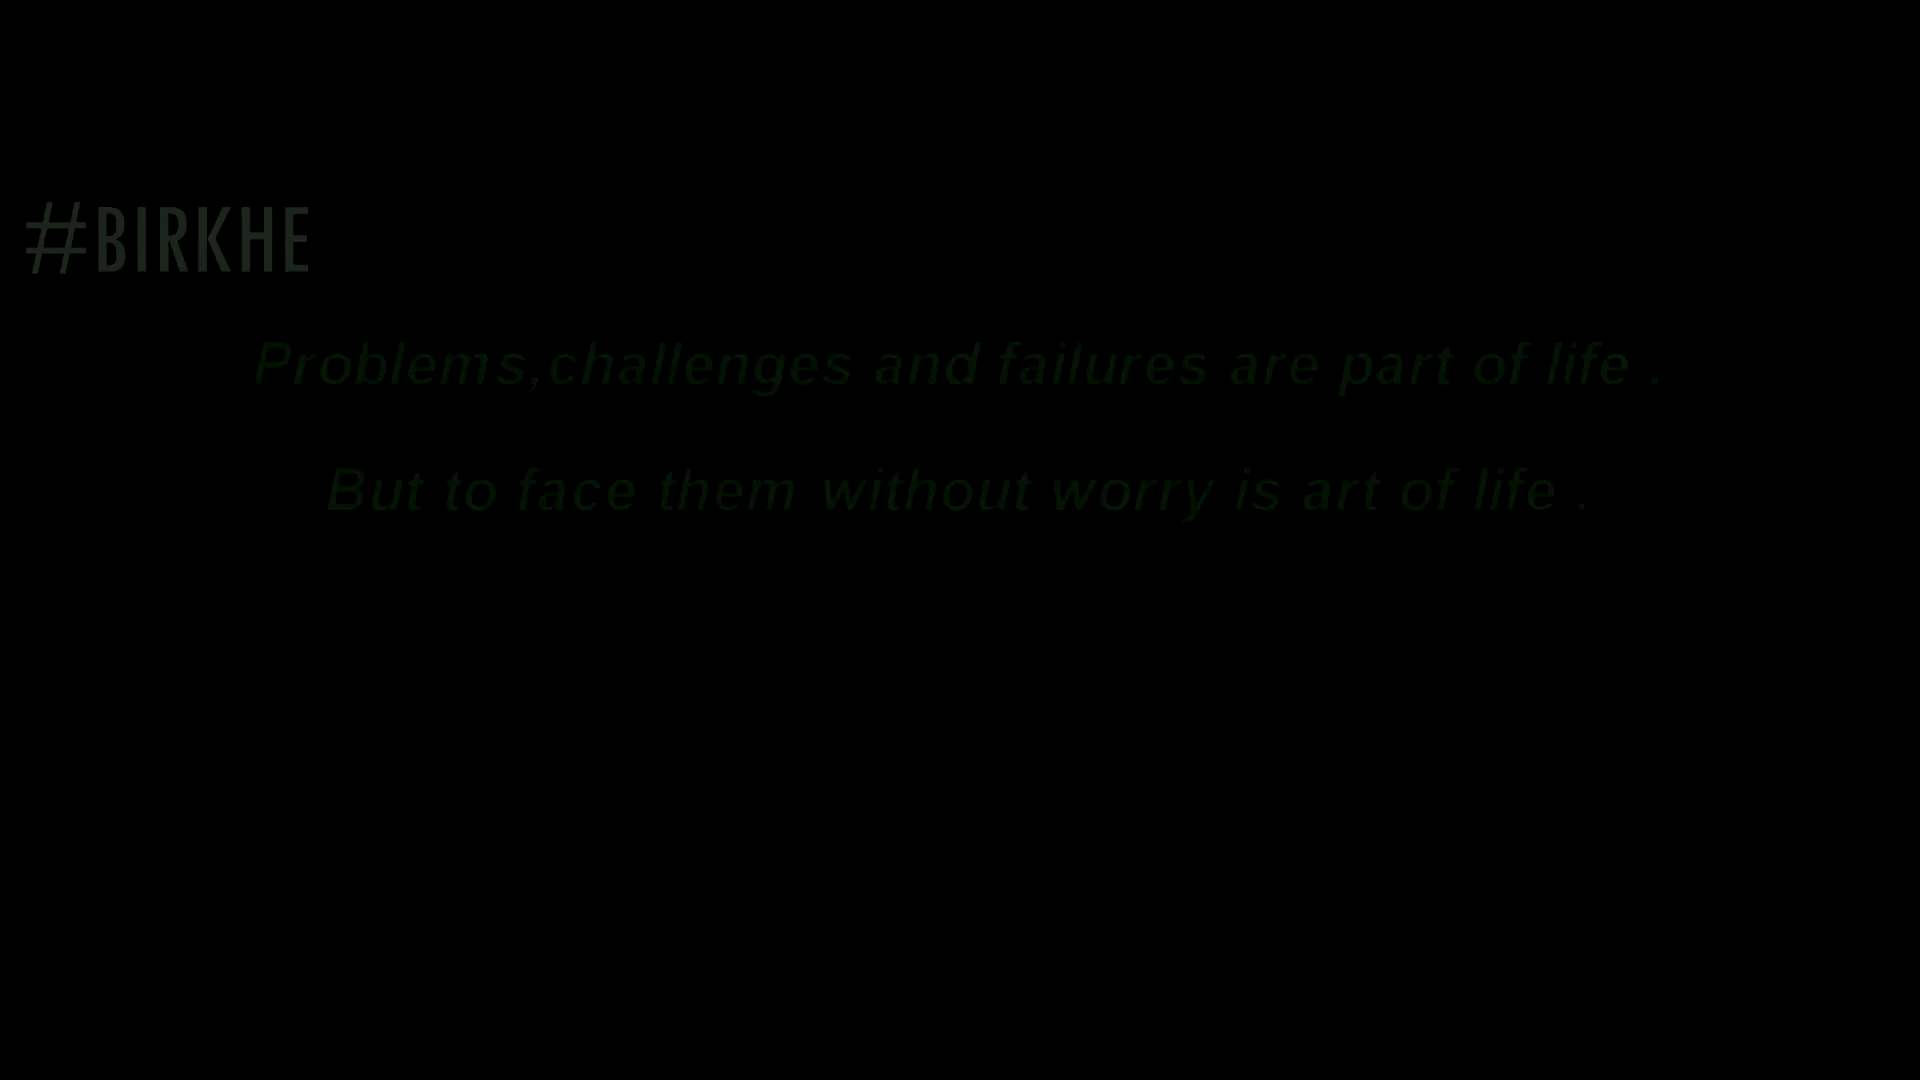 #BIRKHE
Problems,challenges and failures are part of life .
But to face them without worry is art of life .